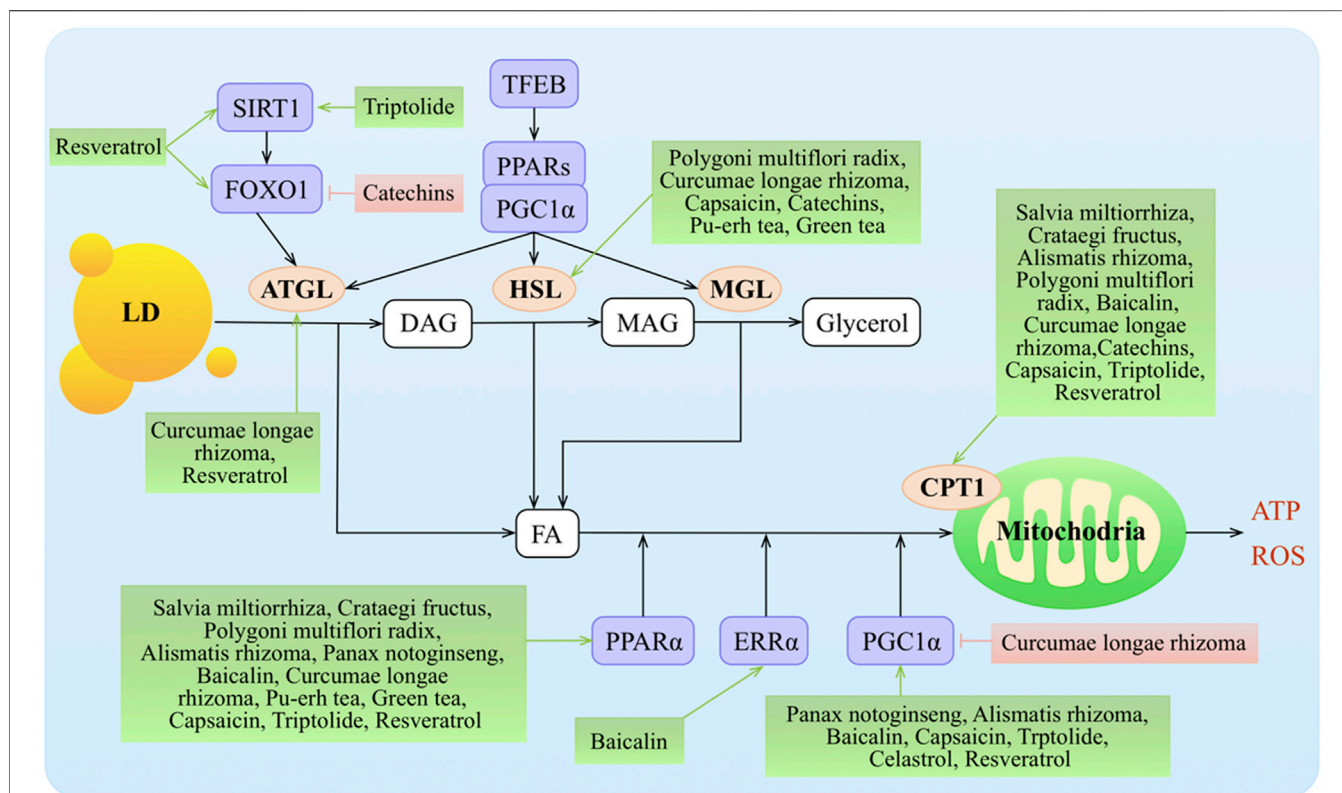 TFEB
SIRT1
Triptolide
Resveratrol
PPARs
FOXO1
Catechins
PGC1α
Polygoni multiflori radix,
Curcumae longae rhizoma,
Capsaicin, Catechins,
Pu-erh tea, Green tea
Salvia miltiorrhiza,
Crataegi fructus,
Alismatis rhizoma,
Polygoni multiflori
radix, Baicalin,
Curcumae longae
rhizoma,Catechins,
Capsaicin, Triptolide,
Resveratrol
LD
ATGL
HSL
MGL
DAG
MAG
Glycerol
Curcumae longae
rhizoma,
Resveratrol
CPT1
FA
Mitochodria
ATP
ROS
Salvia miltiorrhiza, Crataegi fructus,
Polygoni multiflori radix,
Alismatis rhizoma, Panax notoginseng,
Baicalin, Curcumae longae
rhizoma, Pu-erh tea, Green tea,
Capsaicin, Triptolide, Resveratrol
PPARα
ERRα
PGC1α
Curcumae longae rhizoma
Baicalin
Panax notoginseng, Alismatis rhizoma,
Baicalin, Capsaicin, Trptolide,
Celastrol, Resveratrol